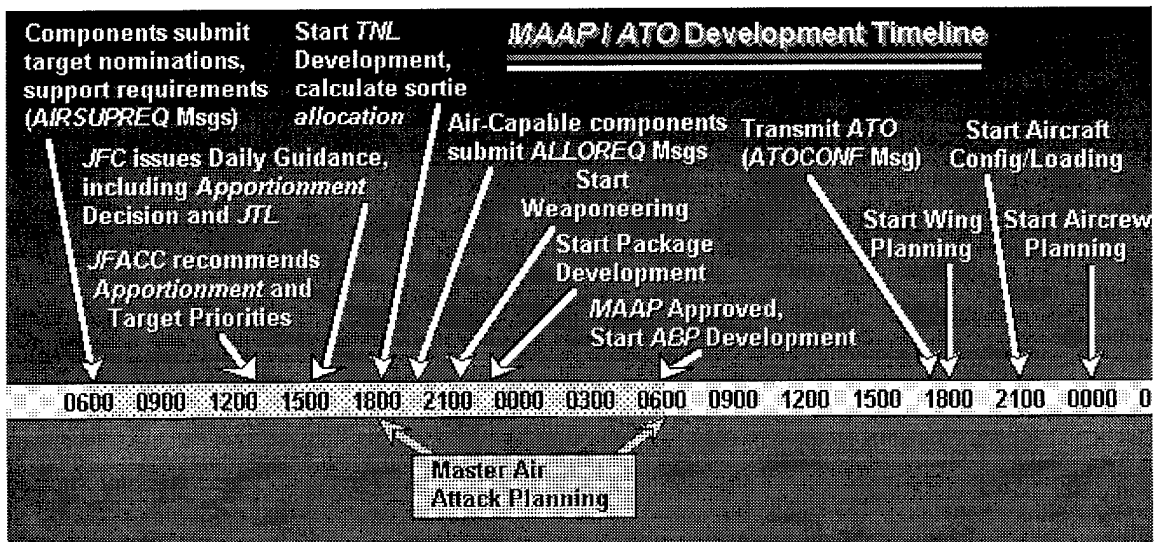 MAAP / ATO Development Timeline
Components submit
target nominations,
support requirements
(AIRSUPREQ Msgs)
Start TNL
Development,
calculate sortie
allocation
JFC issues Daily Guidance,
including Apportionment
Decision and JTL
JFACC recommends
Apportionment and
Target Priorities
Air-Capable components
submit ALLOREQ Msgs
Start
Weaponeering
Start Package
Development
MAAP Approved,
Start ABP Development
Transmit ATO
(ATOCONF Msg)
Start Aircraft
Config/Loading
Start Wing
Planning
Start Aircrew
Planning
0600 0900 1200 1500 1800 2100 0000 0300 0600 0900 1200 1500 1800 2100 0000 0
Master Air
Attack Planning